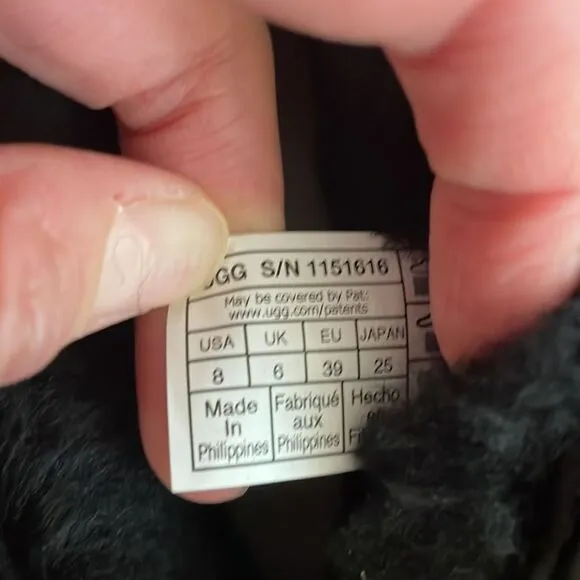 UGG S/N 1151616
May be covered by Pat.:
www.ugg.com/patents
USA UK EU JAPAN
8 6 39 25
Made Fabriqué Hecho
In aux
Philippines Philippines